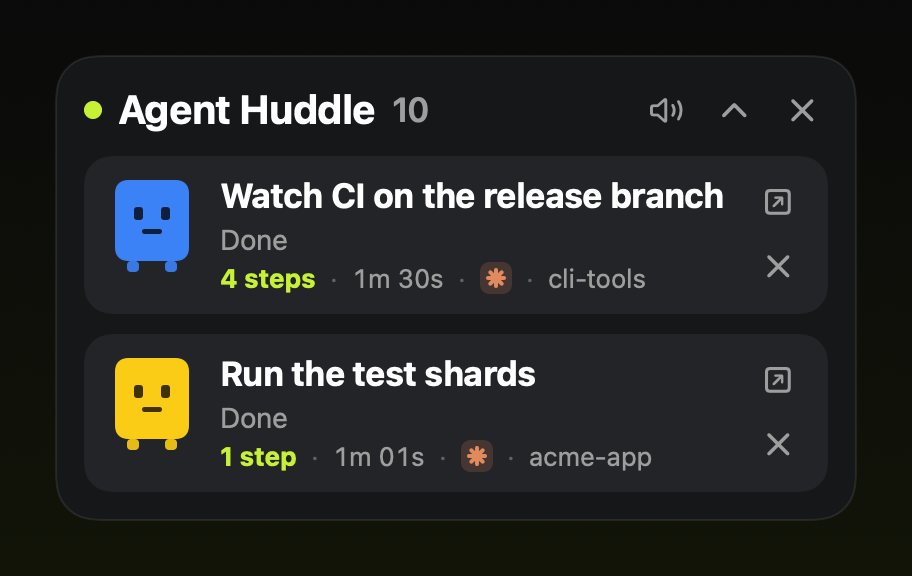 Agent Huddle 10
Watch CI on the release branch
Done
4 steps · 1m 30s · cli-tools
Run the test shards
Done
1 step · 1m 01s · acme-app